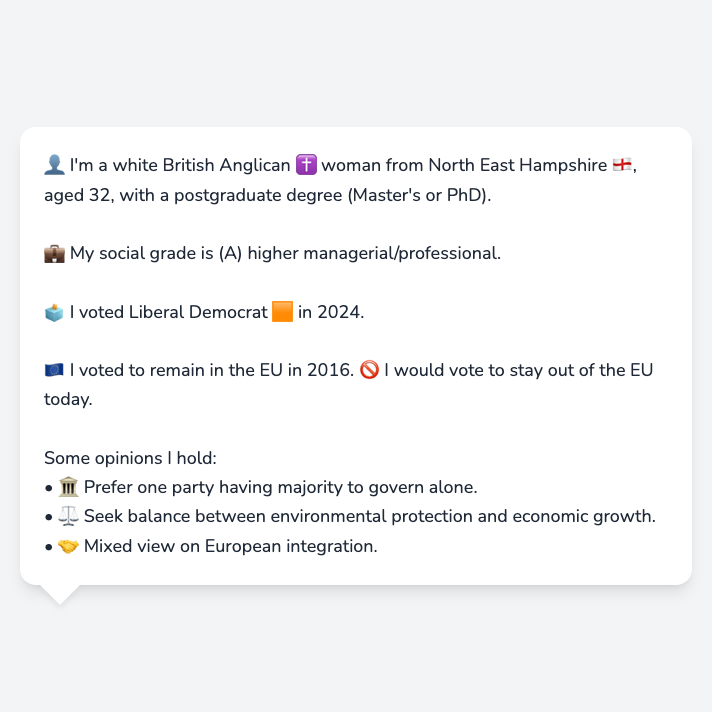 👤 I'm a white British Anglican ✝️ woman from North East Hampshire 🏴󠁧󠁢󠁥󠁮󠁧󠁿,
aged 32, with a postgraduate degree (Master's or PhD).
💼 My social grade is (A) higher managerial/professional.
🗳️ I voted Liberal Democrat 🟧 in 2024.
🇪🇺 I voted to remain in the EU in 2016. 🚫 I would vote to stay out of the EU
today.
Some opinions I hold:
• 🏛️ Prefer one party having majority to govern alone.
• ⚖️ Seek balance between environmental protection and economic growth.
• 🤝 Mixed view on European integration.